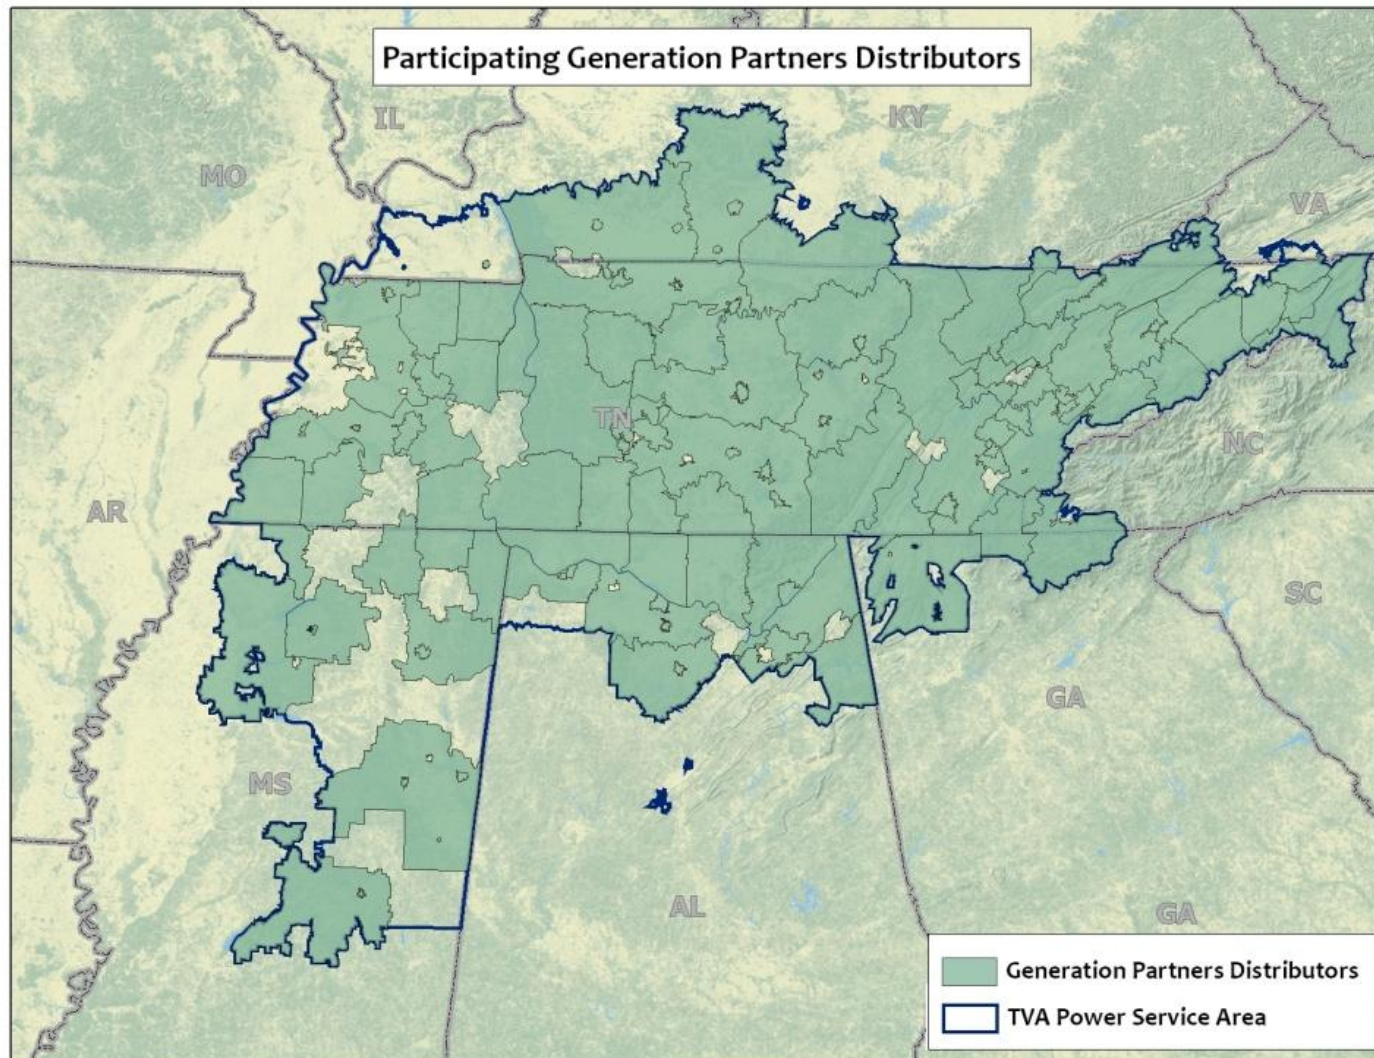 Participating Generation Partners Distributors
IL
KY
MO
VA
TN
NC
AR
SC
GA
MS
AL
GA
Generation Partners Distributors
TVA Power Service Area